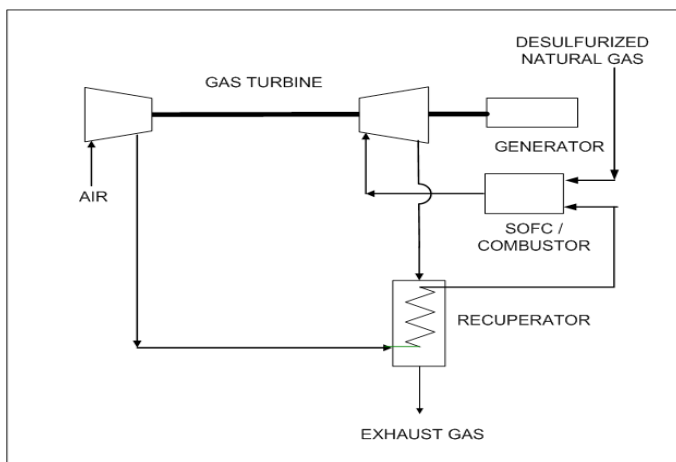 DESULFURIZED
NATURAL GAS
GAS TURBINE
GENERATOR
AIR
SOFC /
COMBUSTOR
RECUPERATOR
EXHAUST GAS